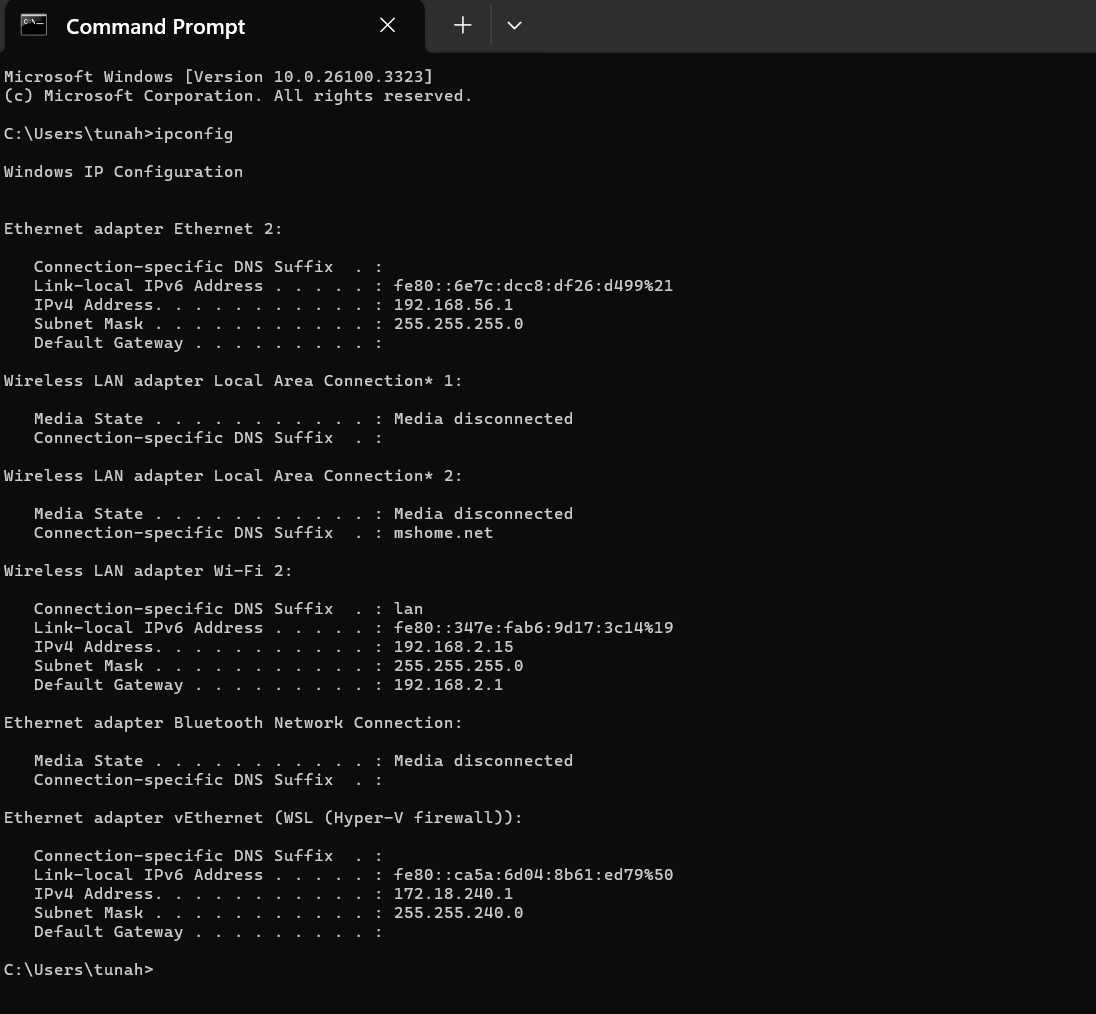 Command Prompt
Microsoft Windows [Version 10.0.26100.3323]
(c) Microsoft Corporation. All rights reserved.
C:\Users\tunah>ipconfig
Windows IP Configuration
Ethernet adapter Ethernet 2:
   Connection-specific DNS Suffix  . :
   Link-local IPv6 Address . . . . . : fe80::6e7c:dcc8:df26:d499%21
   IPv4 Address. . . . . . . . . . . : 192.168.56.1
   Subnet Mask . . . . . . . . . . . : 255.255.255.0
   Default Gateway . . . . . . . . . :
Wireless LAN adapter Local Area Connection* 1:
   Media State . . . . . . . . . . . : Media disconnected
   Connection-specific DNS Suffix  . :
Wireless LAN adapter Local Area Connection* 2:
   Media State . . . . . . . . . . . : Media disconnected
   Connection-specific DNS Suffix  . : mshome.net
Wireless LAN adapter Wi-Fi 2:
   Connection-specific DNS Suffix  . : lan
   Link-local IPv6 Address . . . . . : fe80::347e:fab6:9d17:3c14%19
   IPv4 Address. . . . . . . . . . . : 192.168.2.15
   Subnet Mask . . . . . . . . . . . : 255.255.255.0
   Default Gateway . . . . . . . . . : 192.168.2.1
Ethernet adapter Bluetooth Network Connection:
   Media State . . . . . . . . . . . : Media disconnected
   Connection-specific DNS Suffix  . :
Ethernet adapter vEthernet (WSL (Hyper-V firewall)):
   Connection-specific DNS Suffix  . :
   Link-local IPv6 Address . . . . . : fe80::ca5a:6d04:8b61:ed79%50
   IPv4 Address. . . . . . . . . . . : 172.18.240.1
   Subnet Mask . . . . . . . . . . . : 255.255.240.0
   Default Gateway . . . . . . . . . :
C:\Users\tunah>